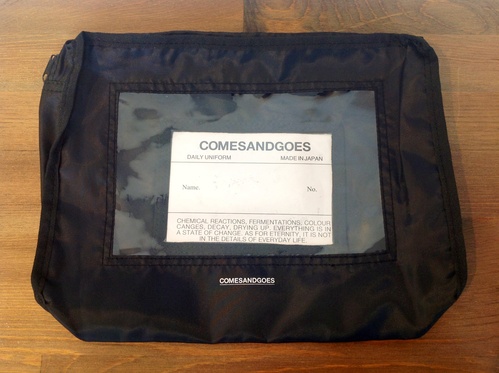 COMESANDGOES
DAILY UNIFORM MADE IN JAPAN
Name. No.
CHEMICAL REACTIONS, FERMENTATIONS, COLOUR
CANGES, DECAY, DRYING UP. EVERYTHING IS IN
A STATE OF CHANGE. AS FOR ETERNITY, IT IS NOT
IN THE DETAILS OF EVERYDAY LIFE.
COMESANDGOES